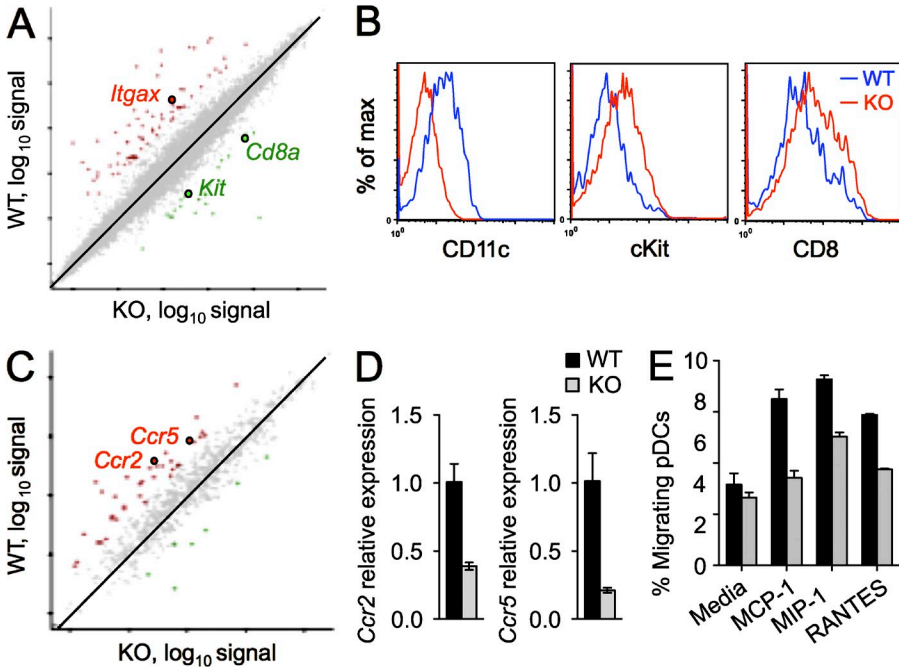 A
WT, log10 signal
Itgax
Cd8a
Kit
KO, log10 signal
B
% of max
WT
KO
10⁰
10⁰
10⁰
CD11c
cKit
CD8
0
0
0
C
WT, log10 signal
Ccr5
Ccr2
KO, log10 signal
D
WT
KO
Ccr2 relative expression
1.5
1.0
0.5
0.0
Ccr5 relative expression
1.5
1.0
0.5
0.0
E
% Migrating pDCs
10
8
6
4
2
0
Media
MCP-1
MIP-1
RANTES